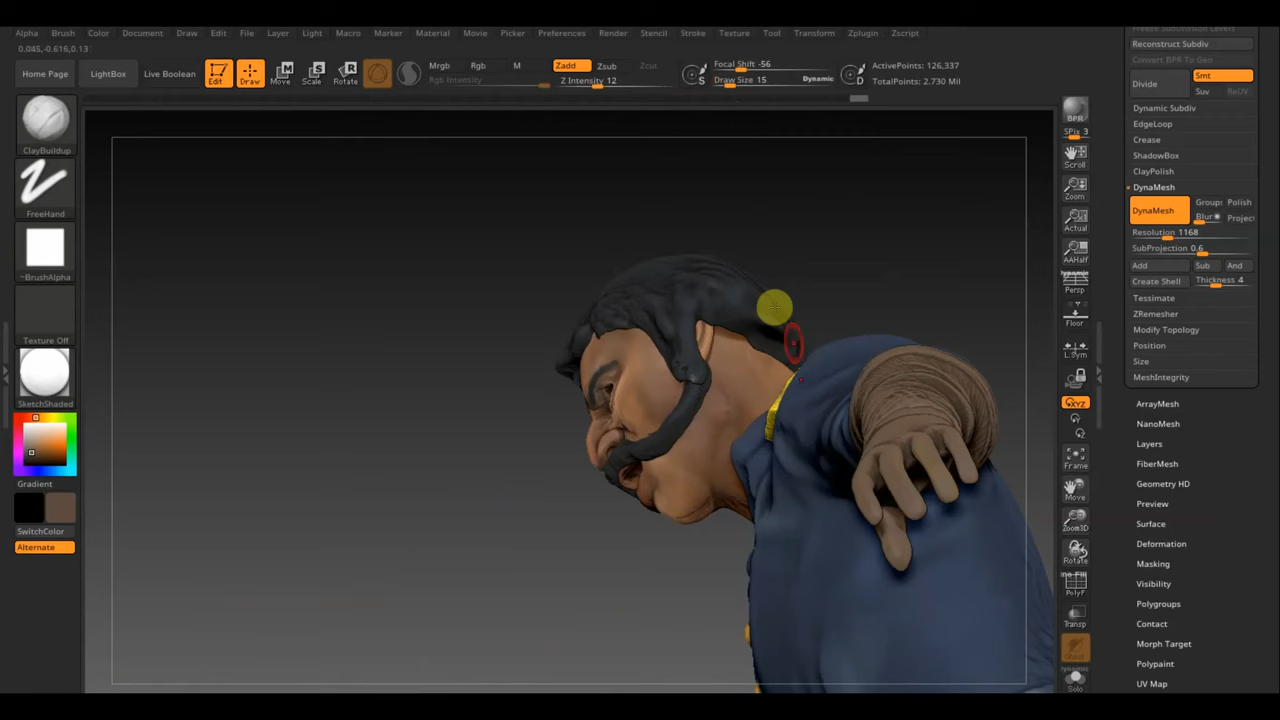 Alpha Brush Color Document Draw Edit File Layer Light Macro Marker Material Movie Picker Preferences Render Stencil Stroke Texture Tool Transform Zplugin Zscript
0.045,-0.616,0.13
Home Page LightBox Live Boolean Edit Draw Move Scale Rotate
Mrgb Rgb M Zadd Zsub Zcut
Rgb Intensity Z Intensity 12
S Focal Shift -56
Draw Size 15 Dynamic D
ActivePoints: 126,337
TotalPoints: 2.730 Mil
ClayBuildup
FreeHand
~BrushAlpha
Texture Off
SketchShaded
Gradient
SwitchColor
Alternate
BPR
SPix 3
Scroll
Zoom
Actual
AAHalf
Dynamic
Persp
Floor
L.Sym
XYZ
Frame
Move
Zoom3D
Rotate
PolyF
Transp
Ghost
Dynamic
Solo
Freeze Subdivision Levels
Reconstruct Subdiv
Convert BPR To Geo
Divide Smt
Suv ReUV
Dynamic Subdiv
EdgeLoop
Crease
ShadowBox
ClayPolish
DynaMesh
DynaMesh Groups Polish
Blur Project
Resolution 1168
SubProjection 0.6
Add Sub And
Create Shell Thickness 4
Tessimate
ZRemesher
Modify Topology
Position
Size
MeshIntegrity
ArrayMesh
NanoMesh
Layers
FiberMesh
Geometry HD
Preview
Surface
Deformation
Masking
Visibility
Polygroups
Contact
Morph Target
Polypaint
UV Map